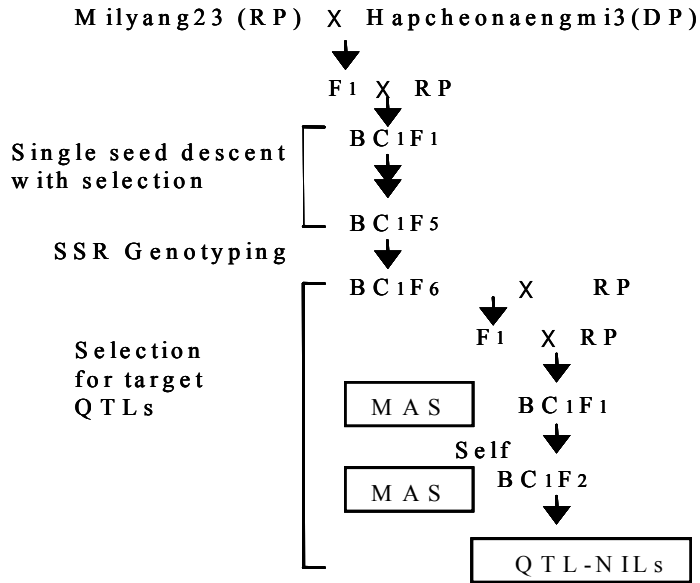 Milyang23 (RP) X Hapcheonaengmi3(DP)
F1 X RP
BC1F1
Single seed descent
with selection
BC1F5
SSR Genotyping
BC1F6 X RP
F1 X RP
Selection
for target
QTLs
MAS BC1F1
Self
MAS BC1F2
QTL-NILs